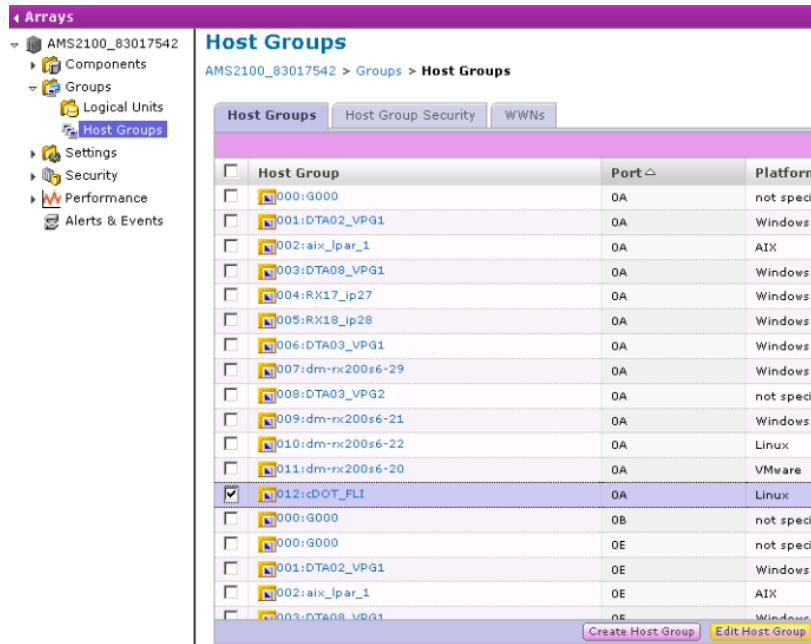 Arrays
AMS2100_83017542
Components
Groups
Logical Units
Host Groups
Settings
Security
Performance
Alerts & Events
Host Groups
AMS2100_83017542 > Groups > Host Groups
Host Groups Host Group Security WWNs
Host Group Port Platforn
000:G000 0A not speci
001:DTA02_VPG1 0A Windows
002:aix_lpar_1 0A AIX
003:DTA08_VPG1 0A Windows
004:RX17_ip27 0A Windows
005:RX18_ip28 0A Windows
006:DTA03_VPG1 0A Windows
007:dm-rx200s6-29 0A Windows
008:DTA03_VPG2 0A not speci
009:dm-rx200s6-21 0A Windows
010:dm-rx200s6-22 0A Linux
011:dm-rx200s6-20 0A VMware
012:cDOT_FLI 0A Linux
000:G000 0B not speci
000:G000 0E not speci
001:DTA02_VPG1 0E Windows
002:aix_lpar_1 0E AIX
003:DTA08_VPG1 0E Windows
Create Host Group Edit Host Group